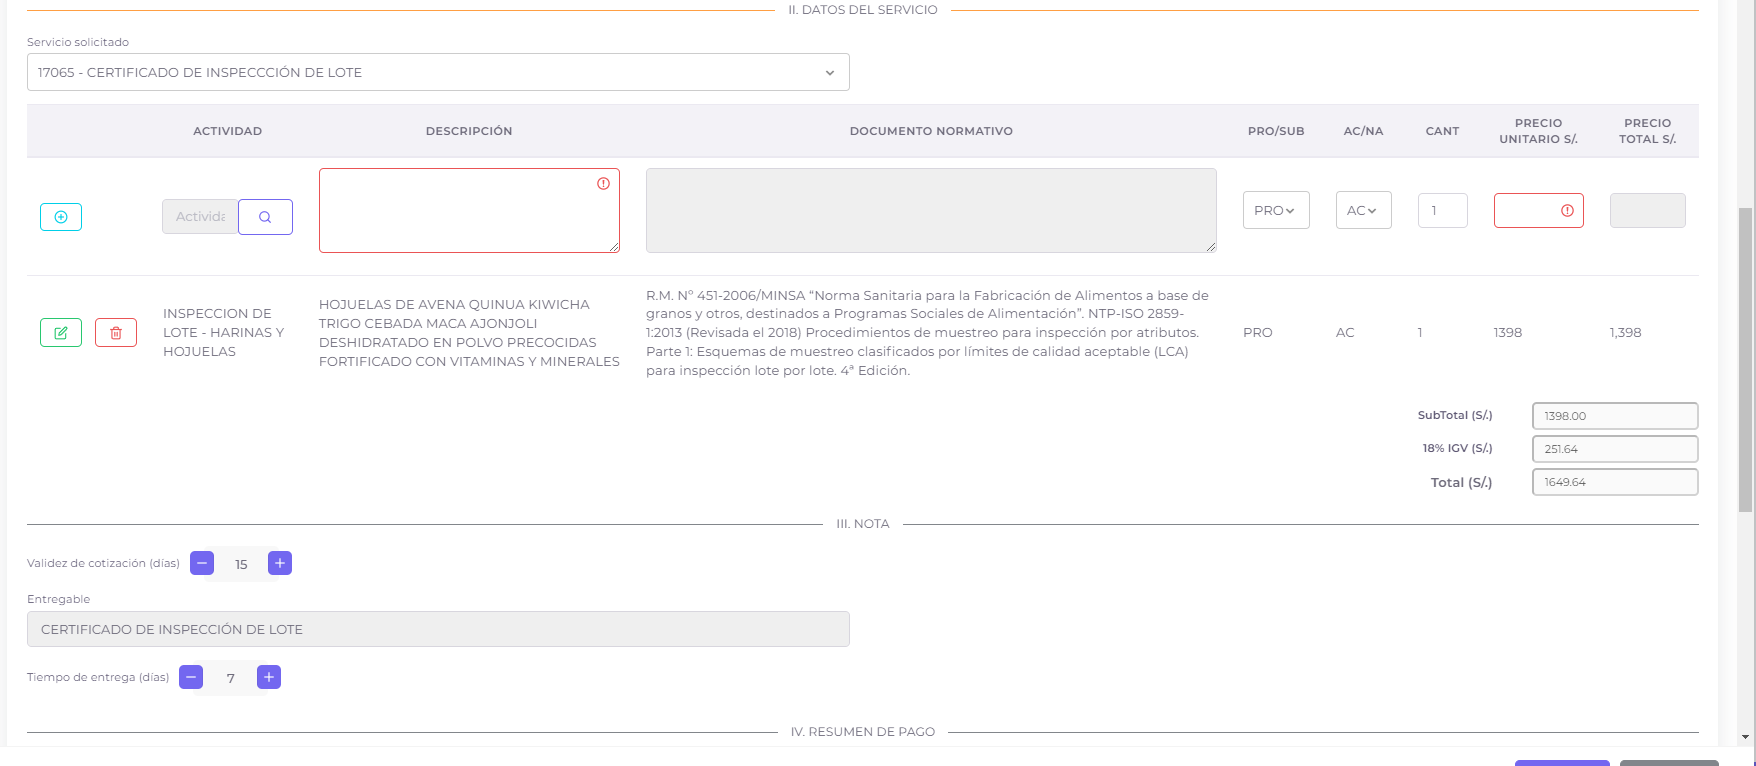 II. DATOS DEL SERVICIO
Servicio solicitado
17065 - CERTIFICADO DE INSPECCCIÓN DE LOTE
ACTIVIDAD
DESCRIPCIÓN
DOCUMENTO NORMATIVO
PRO/SUB
AC/NA
CANT
PRECIO
UNITARIO S/.
PRECIO
TOTAL S/.
PRO
AC
1
INSPECCION DE
LOTE - HARINAS Y
HOJUELAS
HOJUELAS DE AVENA QUINUA KIWICHA
TRIGO CEBADA MACA AJONJOLI
DESHIDRATADO EN POLVO PRECOCIDAS
FORTIFICADO CON VITAMINAS Y MINERALES
R.M. Nº 451-2006/MINSA “Norma Sanitaria para la Fabricación de Alimentos a base de
granos y otros, destinados a Programas Sociales de Alimentación”. NTP-ISO 2859-
1:2013 (Revisada el 2018) Procedimientos de muestreo para inspección por atributos.
Parte 1: Esquemas de muestreo clasificados por límites de calidad aceptable (LCA)
para inspección lote por lote. 4ª Edición.
PRO
AC
1
1398
1,398
SubTotal (S/.)
1398.00
18% IGV (S/.)
251.64
Total (S/.)
1649.64
III. NOTA
Validez de cotización (días)
15
Entregable
CERTIFICADO DE INSPECCIÓN DE LOTE
Tiempo de entrega (días)
7
IV. RESUMEN DE PAGO